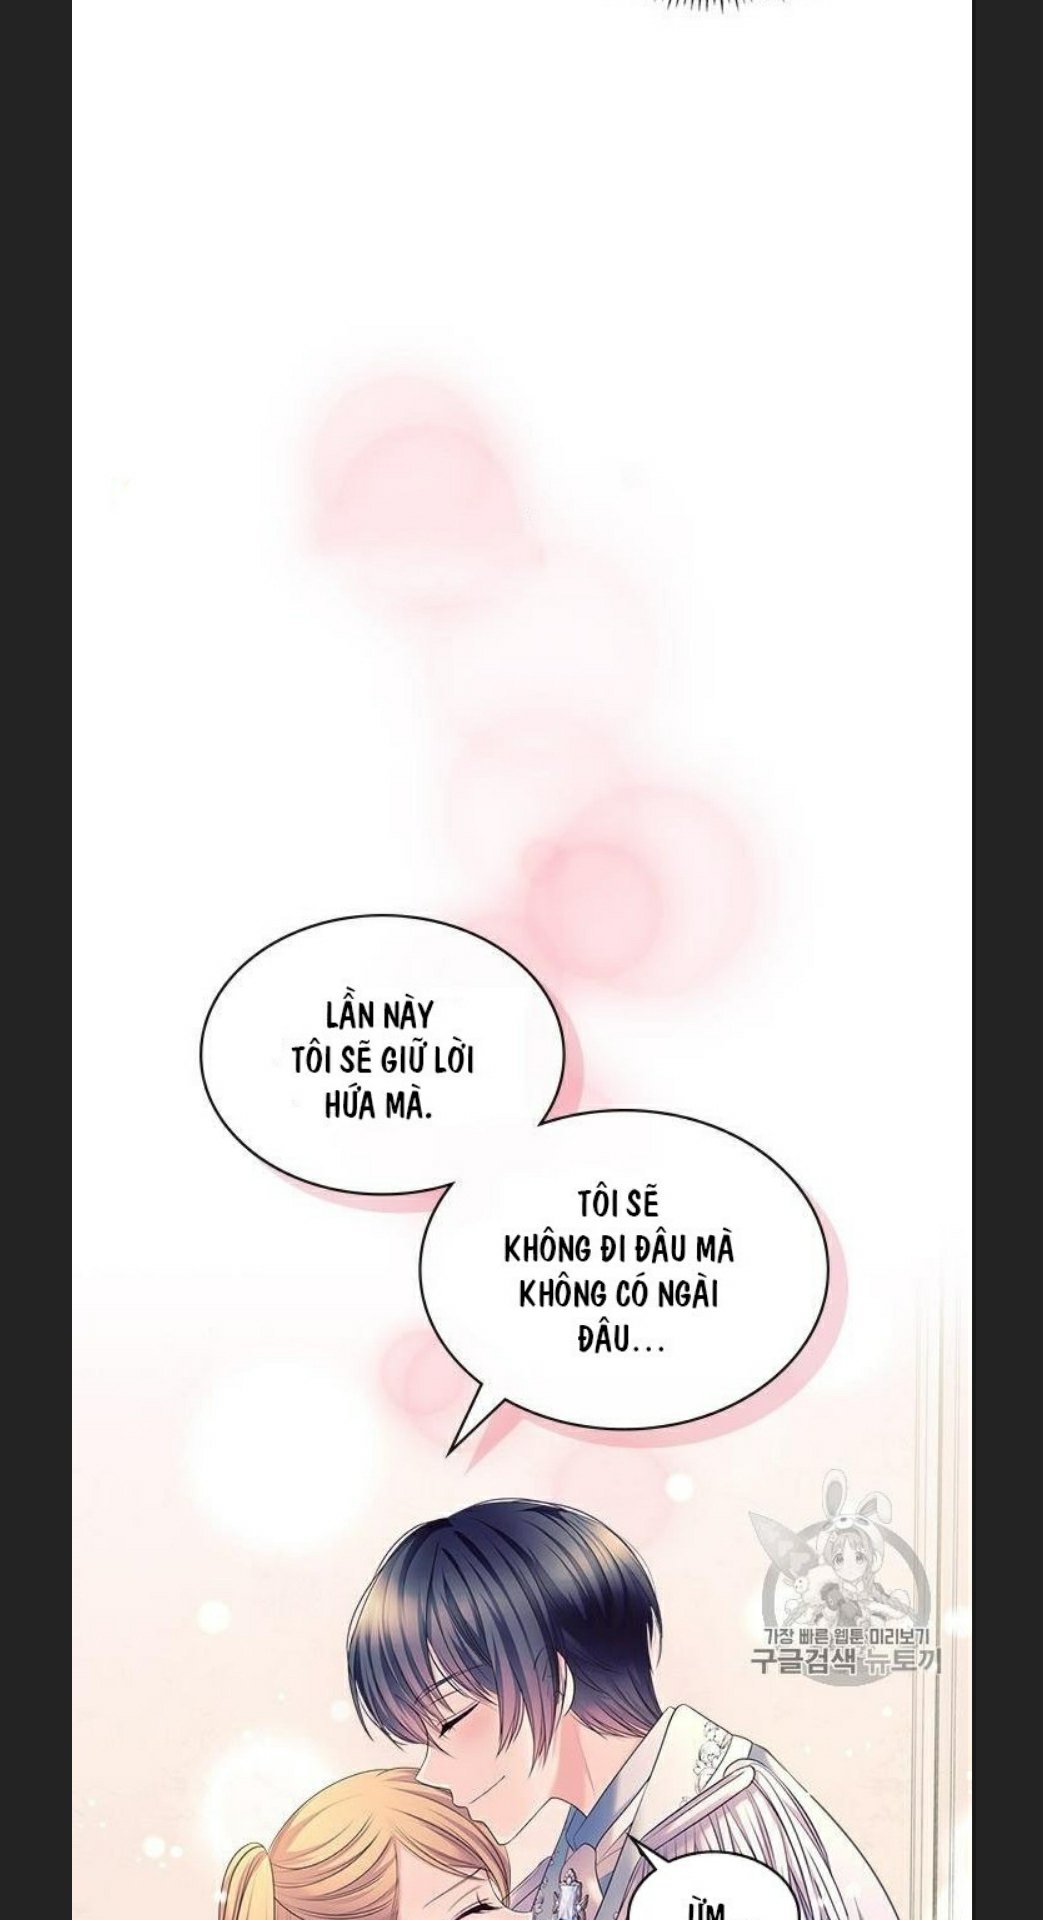 LẦN NÀY
TÔI SẼ GIỮ LỜI
HỨA MÀ.
TÔI SẼ
KHÔNG ĐI ĐÂU MÀ
KHÔNG CÓ NGÀI
ĐÂU...
가장 빠른 웹툰 미리보기
구글검색 뉴토끼
ỪM